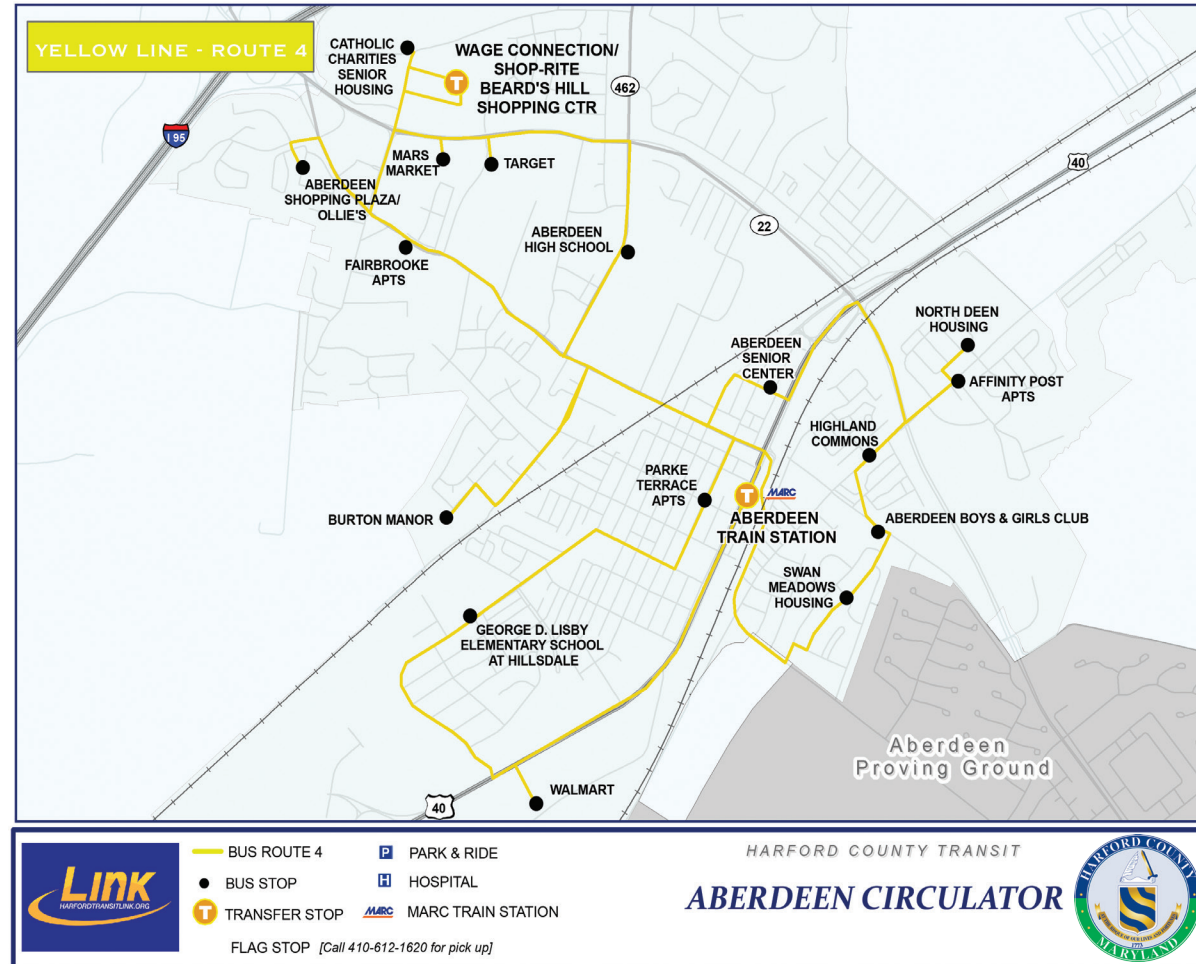 YELLOW LINE - ROUTE 4
CATHOLIC
CHARITIES
SENIOR
HOUSING
T
WAGE CONNECTION/
SHOP-RITE
BEARD'S HILL
SHOPPING CTR
462
I 95
40
MARS
MARKET
TARGET
ABERDEEN
SHOPPING PLAZA/
OLLIE'S
22
ABERDEEN
HIGH SCHOOL
FAIRBROOKE
APTS
NORTH DEEN
HOUSING
ABERDEEN
SENIOR
CENTER
AFFINITY POST
APTS
HIGHLAND
COMMONS
PARKE
TERRACE
APTS
T
MARC
ABERDEEN
TRAIN STATION
BURTON MANOR
ABERDEEN BOYS & GIRLS CLUB
SWAN
MEADOWS
HOUSING
GEORGE D. LISBY
ELEMENTARY SCHOOL
AT HILLSDALE
Aberdeen
Proving Ground
WALMART
40
Link
HARFORDTRANSITLINK.ORG
BUS ROUTE 4
BUS STOP
T TRANSFER STOP
FLAG STOP [Call 410-612-1620 for pick up]
P PARK & RIDE
H HOSPITAL
MARC MARC TRAIN STATION
HARFORD COUNTY TRANSIT
ABERDEEN CIRCULATOR
HARFORD COUNTY
1773
MARYLAND